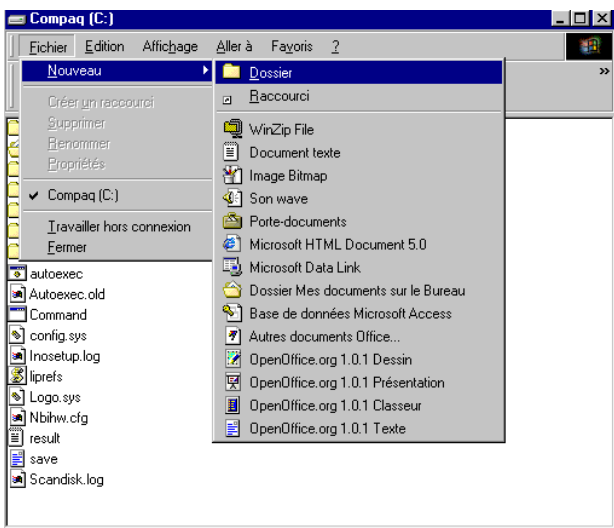 Compaq (C:)
Fichier Edition Affichage Aller à Favoris ?
Nouveau
Créer un raccourci
Supprimer
Renommer
Propriétés
Compaq (C:)
Travailler hors connexion
Fermer
Dossier
Raccourci
WinZip File
Document texte
Image Bitmap
Son wave
Porte-documents
Microsoft HTML Document 5.0
Microsoft Data Link
Dossier Mes documents sur le Bureau
Base de données Microsoft Access
Autres documents Office...
OpenOffice.org 1.0.1 Dessin
OpenOffice.org 1.0.1 Présentation
OpenOffice.org 1.0.1 Classeur
OpenOffice.org 1.0.1 Texte
autoexec
Autoexec.old
Command
config.sys
Inosetup.log
liprefs
Logo.sys
Nbihw.cfg
result
save
Scandisk.log